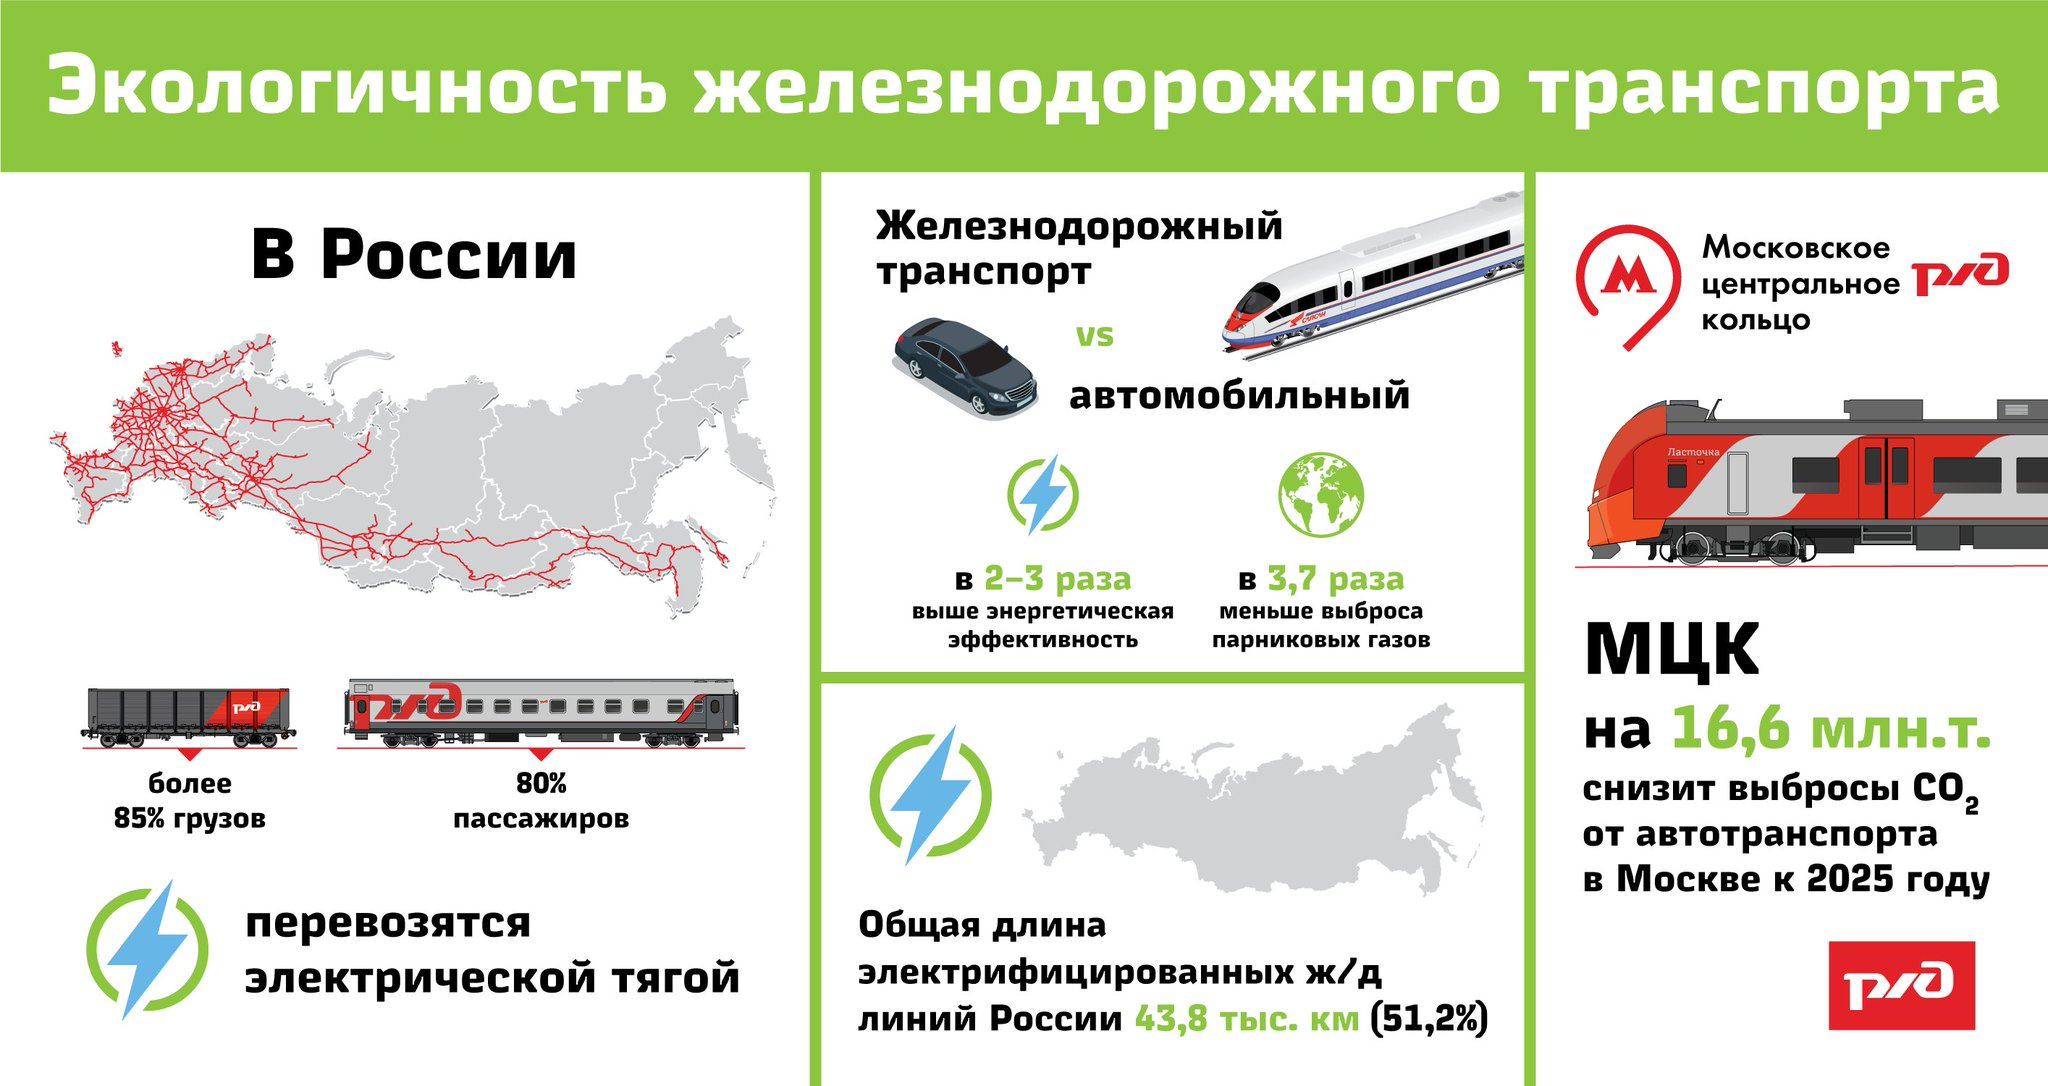 Экологичность железнодорожного транспорта
В России
более
85% грузов
80%
пассажиров
перевозятся
электрической тягой
Железнодорожный
транспорт
САПСАН
vs
автомобильный
в 2–3 раза
выше энергетическая
эффективность
в 3,7 раза
меньше выброса
парниковых газов
Общая длина
электрифицированных ж/д
линий России 43,8 тыс. км (51,2%)
М
Московское
центральное
кольцо
ржд
Ласточка
МЦК
на 16,6 млн.т.
снизит выбросы CO₂
от автотранспорта
в Москве к 2025 году
ржд